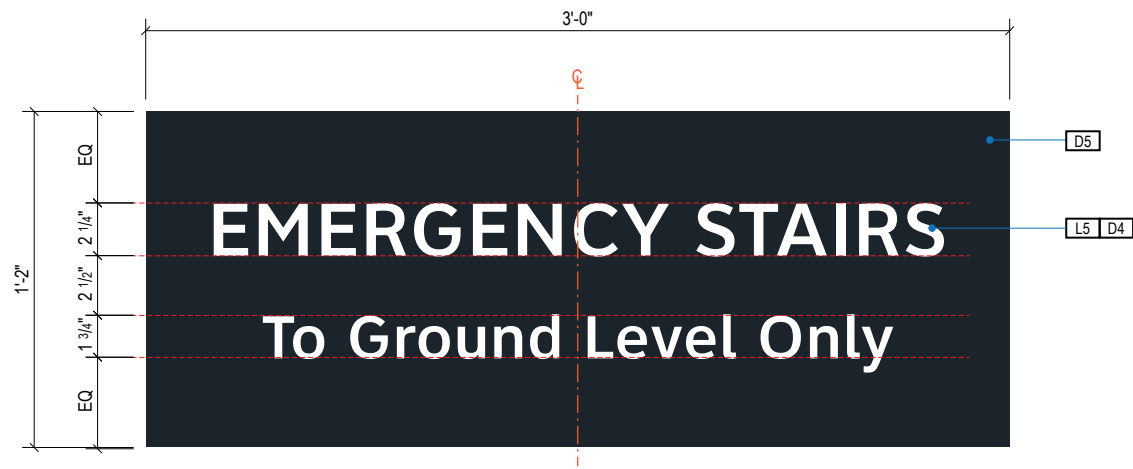 3'-0"
℄
EQ
D5
2 1/4"
EMERGENCY STAIRS
L5 D4
1'-2"
2 1/2"
1 3/4"
To Ground Level Only
EQ